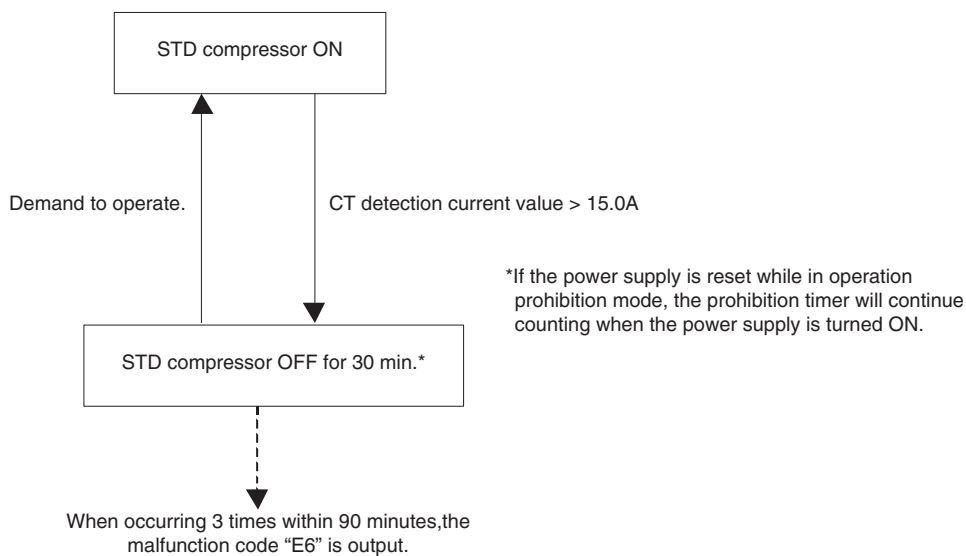 STD compressor ON
Demand to operate.
CT detection current value > 15.0A
*If the power supply is reset while in operation
prohibition mode, the prohibition timer will continue
counting when the power supply is turned ON.
STD compressor OFF for 30 min.*
When occurring 3 times within 90 minutes,the
malfunction code “E6” is output.